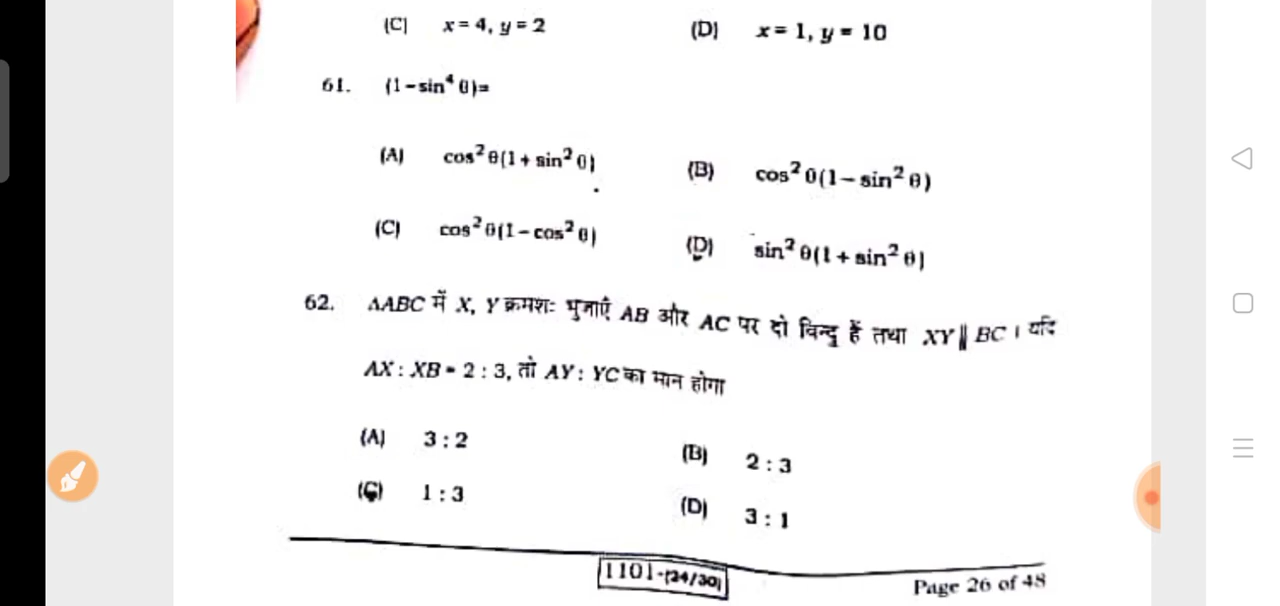 (C) x = 4, y = 2 (D) x = 1, y = 10
61. (1 – sin⁴ θ)=
(A) cos² θ(1 + sin² θ) (B) cos² θ(1 – sin² θ)
(C) cos² θ(1 – cos² θ) (D) sin² θ(1 + sin² θ)
62. ΔABC में X, Y क्रमशः भुजाएँ AB और AC पर दो बिन्दु हैं तथा XY || BC । यदि
AX : XB = 2 : 3, तो AY : YC का मान होगा
(A) 3 : 2 (B) 2 : 3
(C) 1 : 3 (D) 3 : 1
1101-(24/30) Page 26 of 48